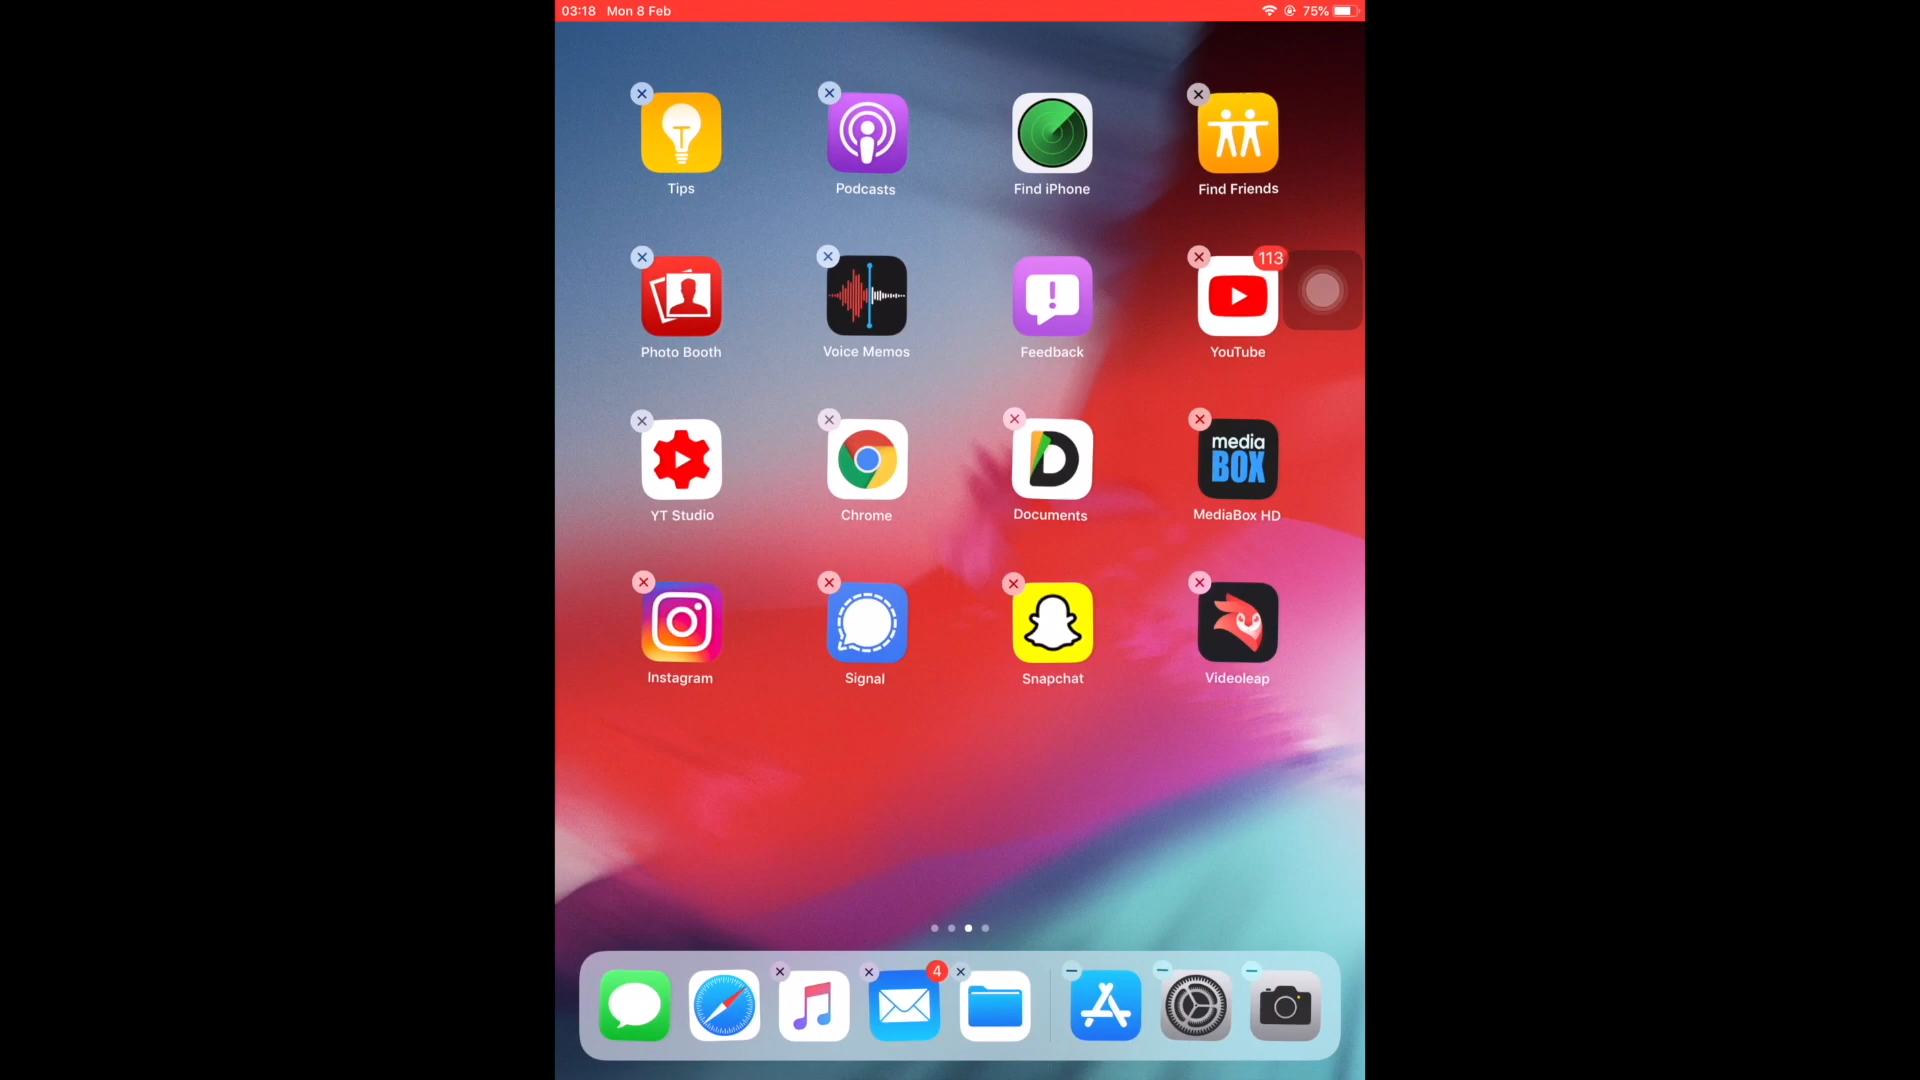 03:18 Mon 8 Feb 75%
Tips Podcasts Find iPhone Find Friends
113
Photo Booth Voice Memos Feedback YouTube
media
BOX
YT Studio Chrome Documents MediaBox HD
Instagram Signal Snapchat Videoleap
4